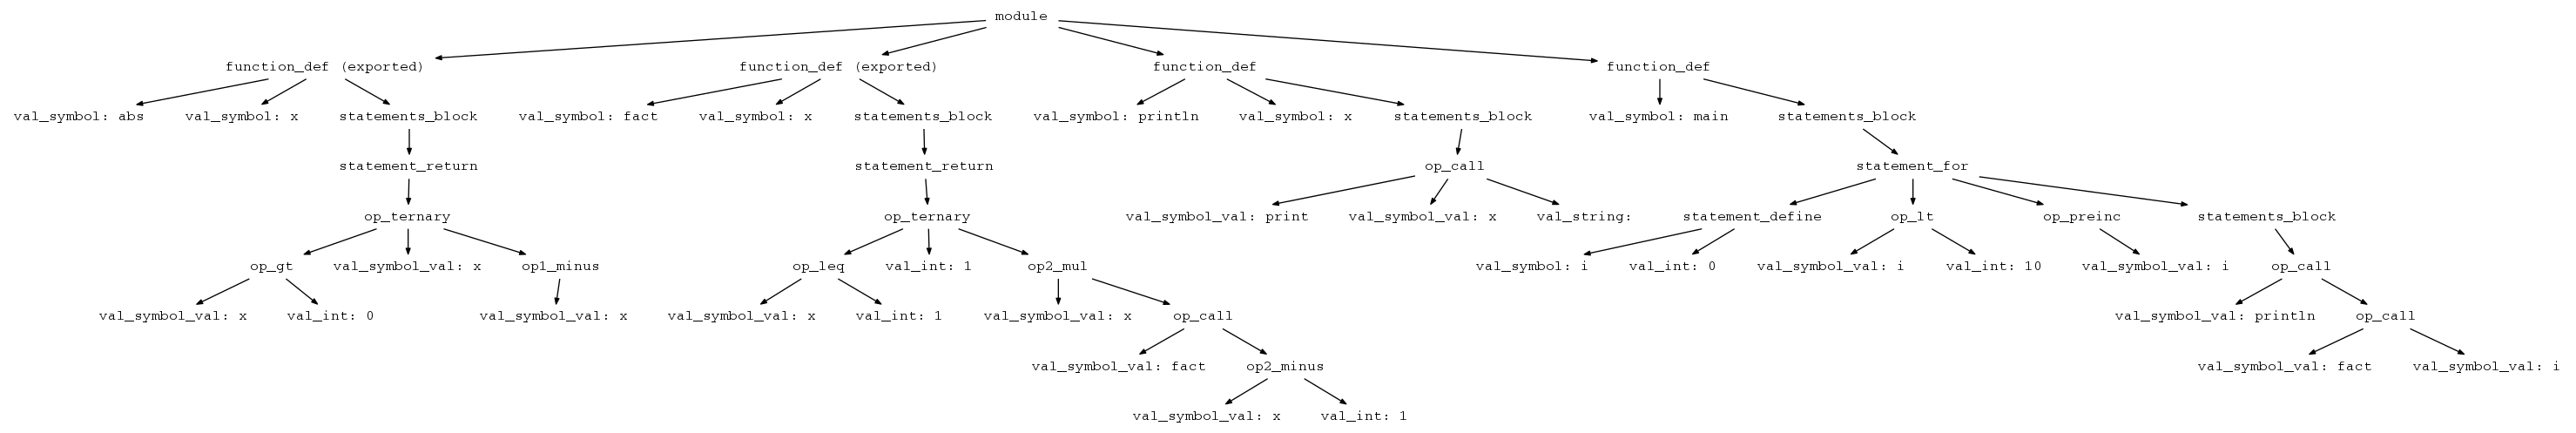 module
function_def (exported) function_def (exported) function_def function_def
val_symbol: abs val_symbol: x statements_block val_symbol: fact val_symbol: x statements_block val_symbol: println val_symbol: x statements_block val_symbol: main statements_block
statement_return statement_return op_call statement_for
op_ternary op_ternary val_symbol_val: print val_symbol_val: x val_string: statement_define op_lt op_preinc statements_block
op_gt val_symbol_val: x op1_minus op_leq val_int: 1 op2_mul val_symbol: i val_int: 0 val_symbol_val: i val_int: 10 val_symbol_val: i op_call
val_symbol_val: x val_int: 0 val_symbol_val: x val_symbol_val: x val_int: 1 val_symbol_val: x op_call val_symbol_val: println op_call
val_symbol_val: fact op2_minus val_symbol_val: fact val_symbol_val: i
val_symbol_val: x val_int: 1